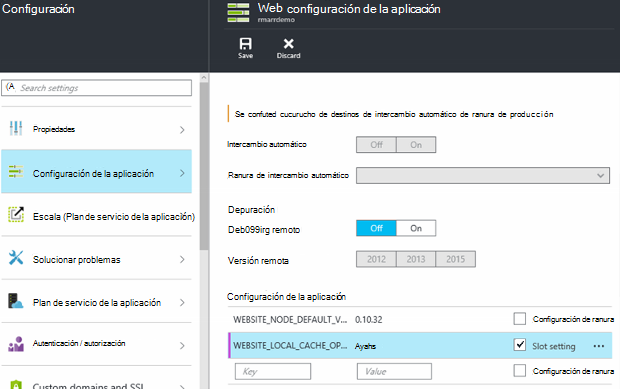 Configuración
Web configuración de la aplicación
rmarrdemo
Save
Discard
Search settings
Propiedades
Configuración de la aplicación
Escala (Plan de servicio de la aplicación)
Solucionar problemas
Plan de servicio de la aplicación
Autenticación / autorización
Custom domains and SSL
Se confuted cucurucho de destinos de intercambio automático de ranura de producción
Intercambio automático
Off
On
Ranura de intercambio automático
Depuración
Deb099irg remoto
Off
On
Versión remota
2012
2013
2015
Configuración de la aplicación
WEBSITE_NODE_DEFAULT_V...
0.10.32
Configuración de ranura
WEBSITE_LOCAL_CACHE_OP...
Ayahs
Slot setting
...
Key
Value
Configuración de ranura